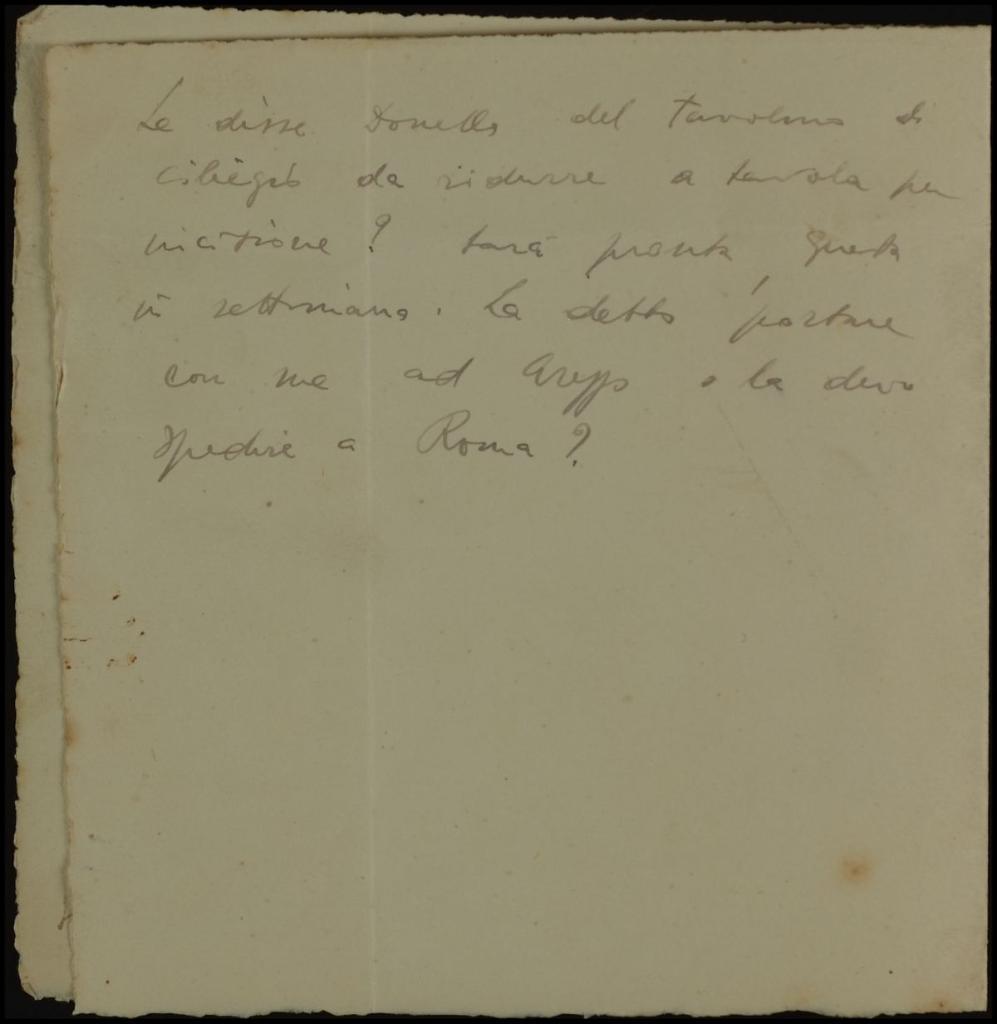 Le disse Donello del tavolino di
ciliegio da ridurre a tavola per
incisione? Sarà pronta questa
in settimana. La debbo portare
con me ad Arezzo o la devo
spedire a Roma?